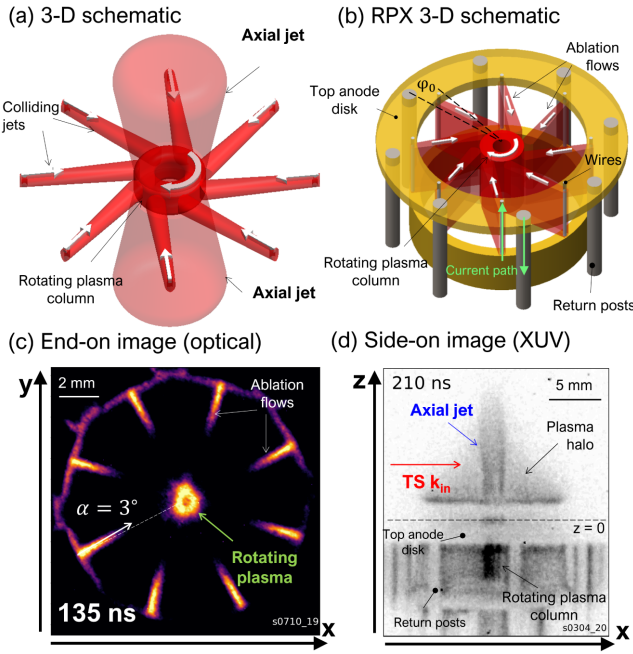 (a) 3-D schematic
Axial jet
Colliding
jets
Rotating plasma
column
Axial jet
(b) RPX 3-D schematic
Ablation
flows
Top anode
disk
φ₀
Wires
Rotating plasma
column
Current path
Return posts
(c) End-on image (optical)
y
2 mm
Ablation
flows
α = 3°
Rotating
plasma
135 ns
s0710_19
x
(d) Side-on image (XUV)
z
210 ns
5 mm
Axial jet
Plasma
halo
TS kᵢₙ
z = 0
Top anode
disk
Rotating plasma
column
Return posts
s0304_20
x